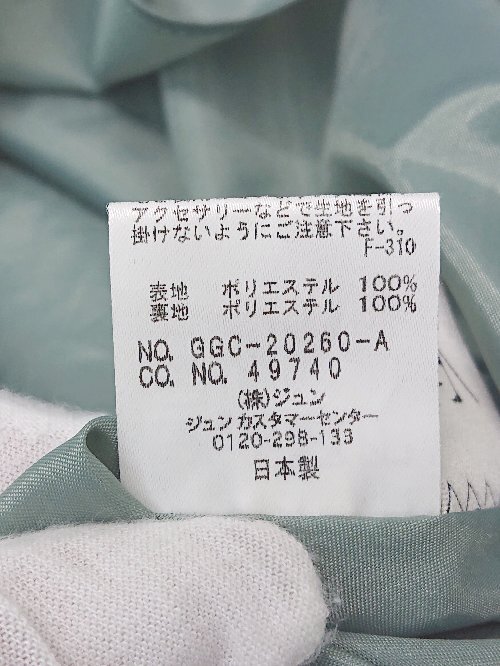 アクセサリーなどで生地を引っ
掛けないようにご注意下さい。
F-310
表地 ポリエステル 100%
裏地 ポリエステル 100%
NO. GGC-20260-A
CO. NO. 49740
(株)ジュン
ジュンカスタマーセンター
0120-298-133
日本製